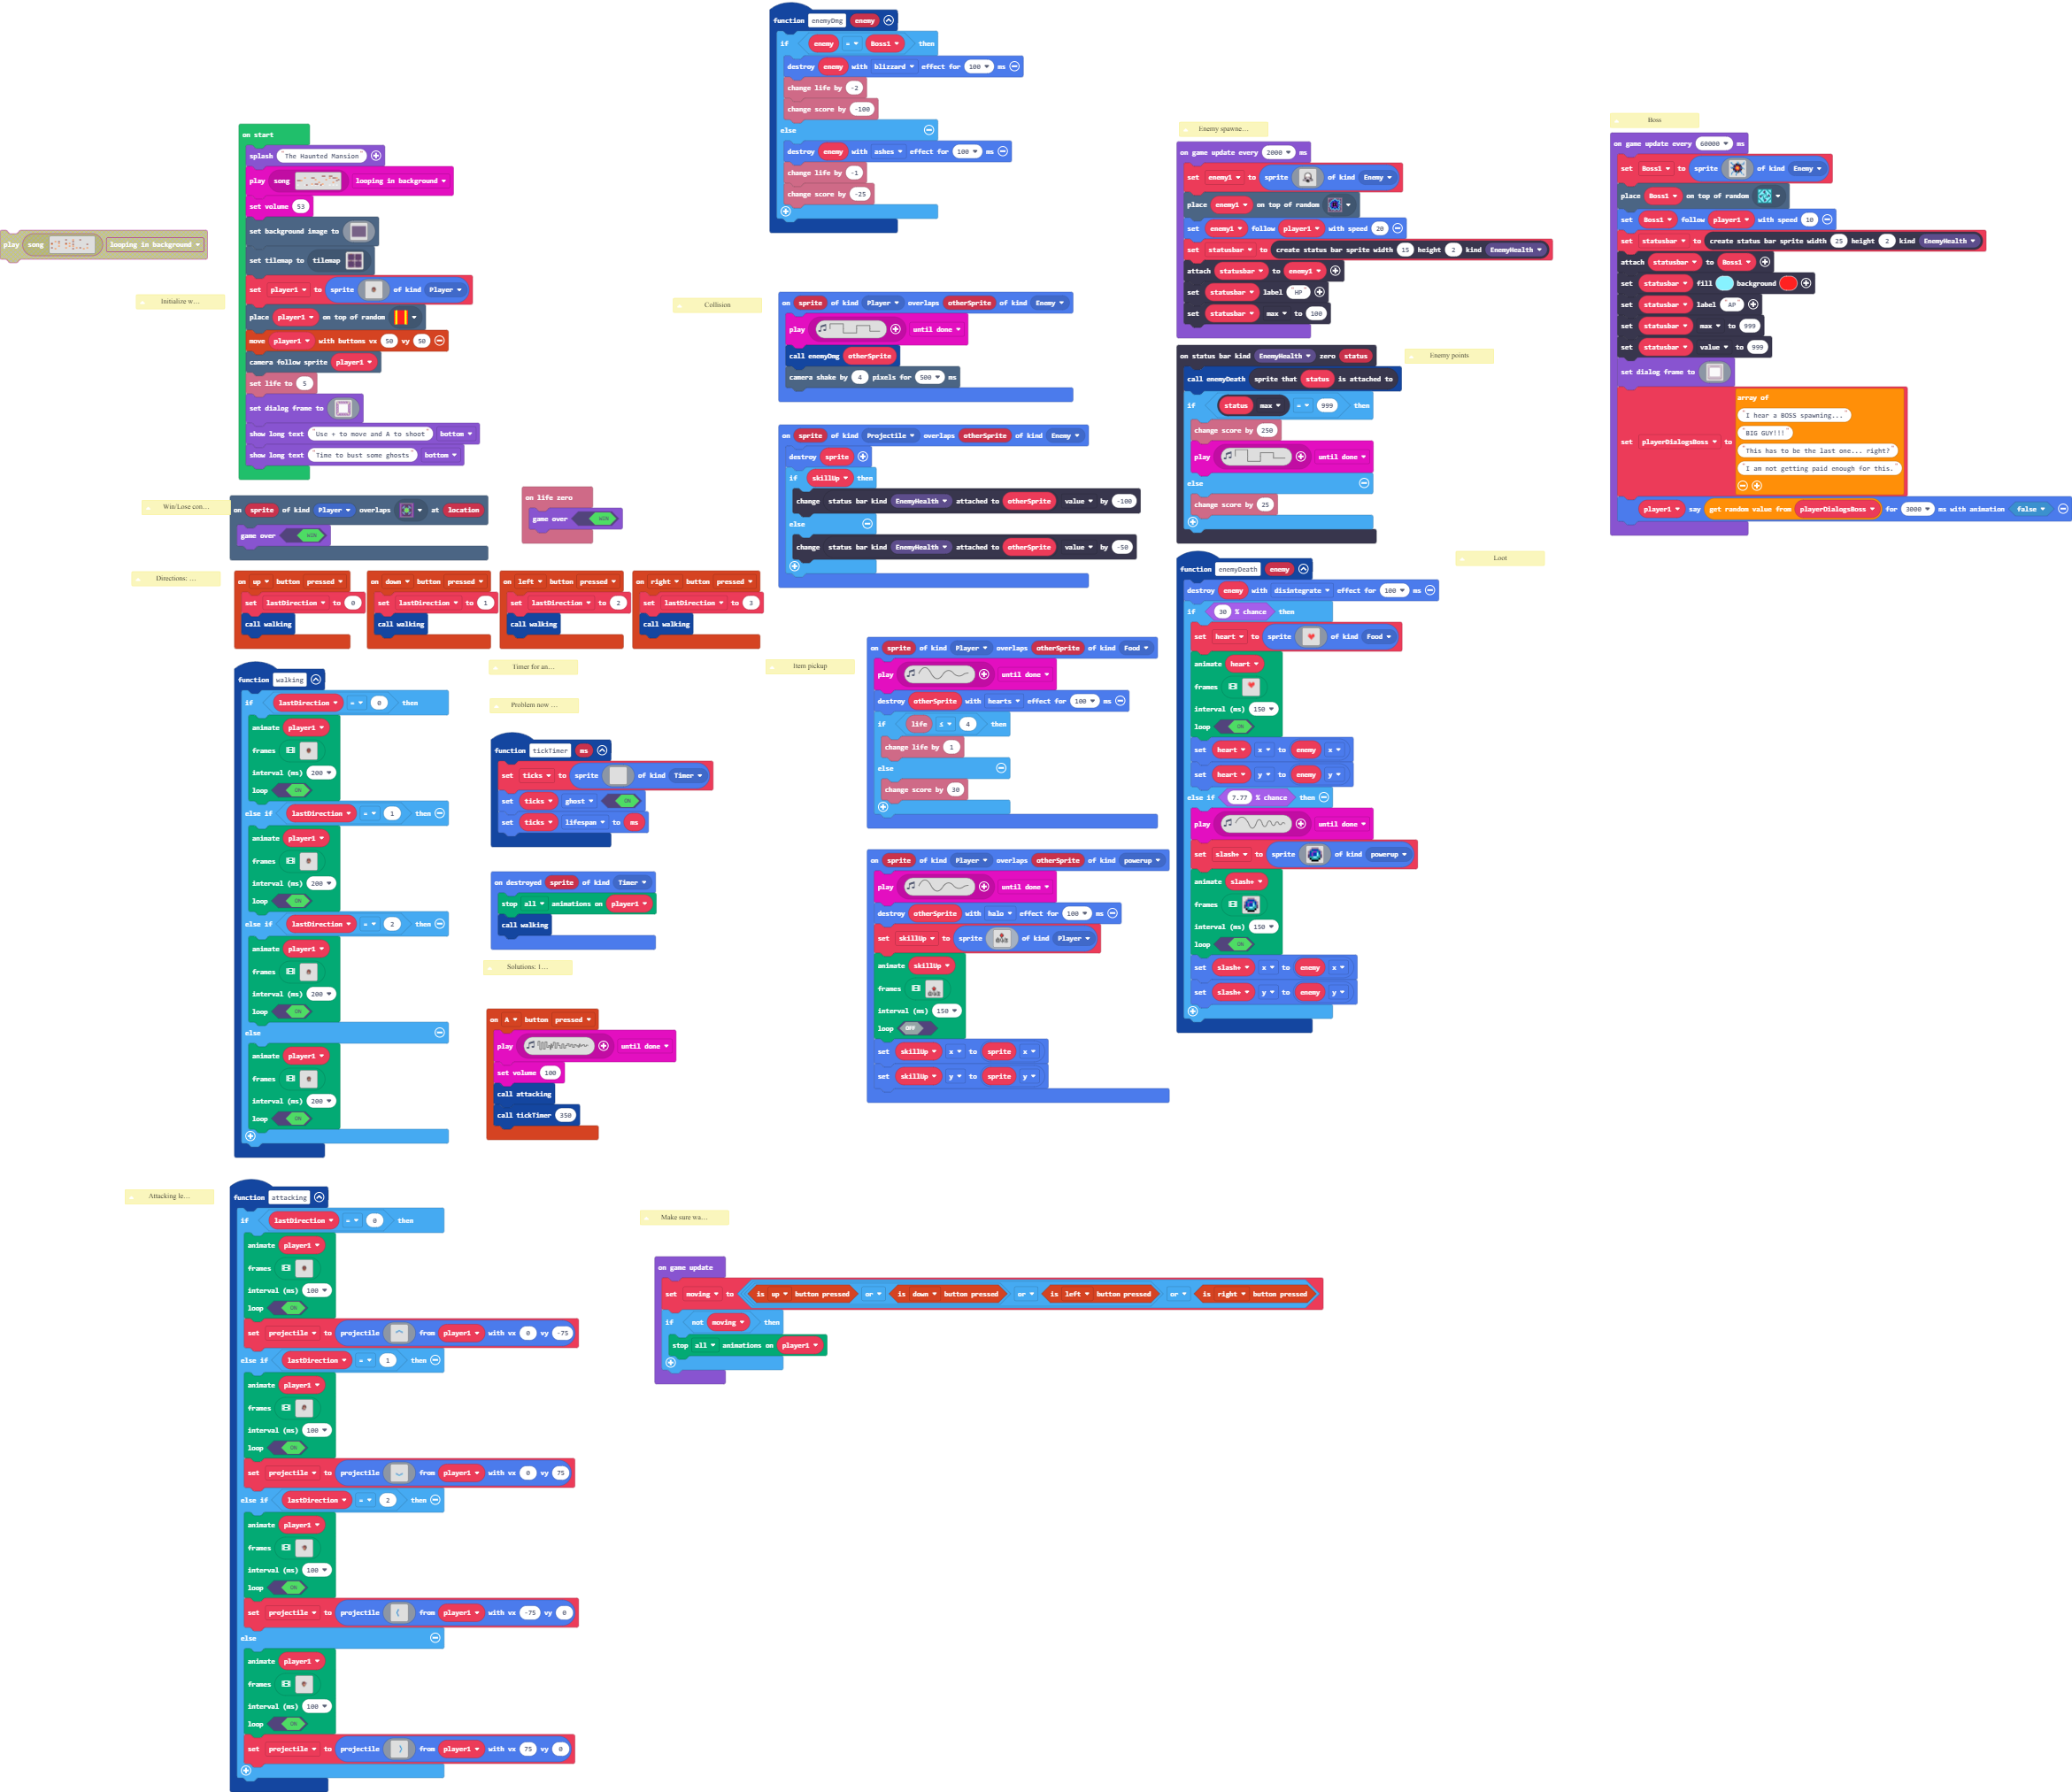 function enemyDmg enemy
if enemy = Boss1 then
destroy enemy with blizzard effect for 100 ms
change life by -2
change score by -100
else
destroy enemy with ashes effect for 100 ms
change life by -1
change score by -25
on start
splash "The Haunted Mansion"
play song looping in background
set volume 53
set background image to
set tilemap to tilemap
set player1 to sprite of kind Player
place player1 on top of random
move player1 with buttons vx 50 vy 50
camera follow sprite player1
set life to 5
set dialog frame to
show long text "Use + to move and A to shoot" bottom
show long text "Time to bust some ghosts" bottom
play song looping in background
Initialize w...
Win/Lose con...
on sprite of kind Player overlaps at location
game over WIN
on life zero
game over WIN
Directions: ...
on up button pressed
set lastDirection to 0
call walking
on down button pressed
set lastDirection to 1
call walking
on left button pressed
set lastDirection to 2
call walking
on right button pressed
set lastDirection to 3
call walking
Collision
on sprite of kind Player overlaps otherSprite of kind Enemy
play until done
call enemyDmg otherSprite
camera shake by 4 pixels for 500 ms
on sprite of kind Projectile overlaps otherSprite of kind Enemy
destroy sprite
if skillUp then
change status bar kind EnemyHealth attached to otherSprite value by -100
else
change status bar kind EnemyHealth attached to otherSprite value by -50
Enemy spawne...
on game update every 2000 ms
set enemy1 to sprite of kind Enemy
place enemy1 on top of random
set enemy1 follow player1 with speed 20
set statusbar to create status bar sprite width 15 height 2 kind EnemyHealth
attach statusbar to enemy1
set statusbar label "HP"
set statusbar max to 100
Enemy points
on status bar kind EnemyHealth zero status
call enemyDeath sprite that status is attached to
if status max = 999 then
change score by 250
play until done
else
change score by 25
Boss
on game update every 60000 ms
set Boss1 to sprite of kind Enemy
place Boss1 on top of random
set Boss1 follow player1 with speed 10
set statusbar to create status bar sprite width 25 height 2 kind EnemyHealth
attach statusbar to Boss1
set statusbar fill background
set statusbar label "AP"
set statusbar max to 999
set statusbar value to 999
set dialog frame to
set playerDialogsBoss to array of
"I hear a BOSS spawning..."
"BIG GUY!!!"
"This has to be the last one... right?"
"I am not getting paid enough for this."
player1 say get random value from playerDialogsBoss for 3000 ms with animation false
Loot
function enemyDeath enemy
destroy enemy with disintegrate effect for 100 ms
if 30 % chance then
set heart to sprite of kind Food
animate heart
frames
interval (ms) 150
loop ON
set heart x to enemy x
set heart y to enemy y
else if 7.77 % chance then
play until done
set slash+ to sprite of kind powerup
animate slash+
frames
interval (ms) 150
loop ON
set slash+ x to enemy x
set slash+ y to enemy y
function walking
if lastDirection = 0 then
animate player1
frames
interval (ms) 200
loop ON
else if lastDirection = 1 then
animate player1
frames
interval (ms) 200
loop ON
else if lastDirection = 2 then
animate player1
frames
interval (ms) 200
loop ON
else
animate player1
frames
interval (ms) 200
loop ON
Timer for an...
Problem now ...
function tickTimer ms
set ticks to sprite of kind Timer
set ticks ghost ON
set ticks lifespan to ms
on destroyed sprite of kind Timer
stop all animations on player1
call walking
Solutions: 1...
on A button pressed
play until done
set volume 100
call attacking
call tickTimer 350
Item pickup
on sprite of kind Player overlaps otherSprite of kind Food
play until done
destroy otherSprite with hearts effect for 100 ms
if life ≤ 4 then
change life by 1
else
change score by 30
on sprite of kind Player overlaps otherSprite of kind powerup
play until done
destroy otherSprite with halo effect for 100 ms
set skillUp to sprite of kind Player
animate skillUp
frames
interval (ms) 150
loop OFF
set skillUp x to sprite x
set skillUp y to sprite y
Attacking le...
function attacking
if lastDirection = 0 then
animate player1
frames
interval (ms) 100
loop ON
set projectile to projectile from player1 with vx 0 vy -75
else if lastDirection = 1 then
animate player1
frames
interval (ms) 100
loop ON
set projectile to projectile from player1 with vx 0 vy 75
else if lastDirection = 2 then
animate player1
frames
interval (ms) 100
loop ON
set projectile to projectile from player1 with vx -75 vy 0
else
animate player1
frames
interval (ms) 100
loop ON
set projectile to projectile from player1 with vx 75 vy 0
Make sure wa...
on game update
set moving to is up button pressed or is down button pressed or is left button pressed or is right button pressed
if not moving then
stop all animations on player1